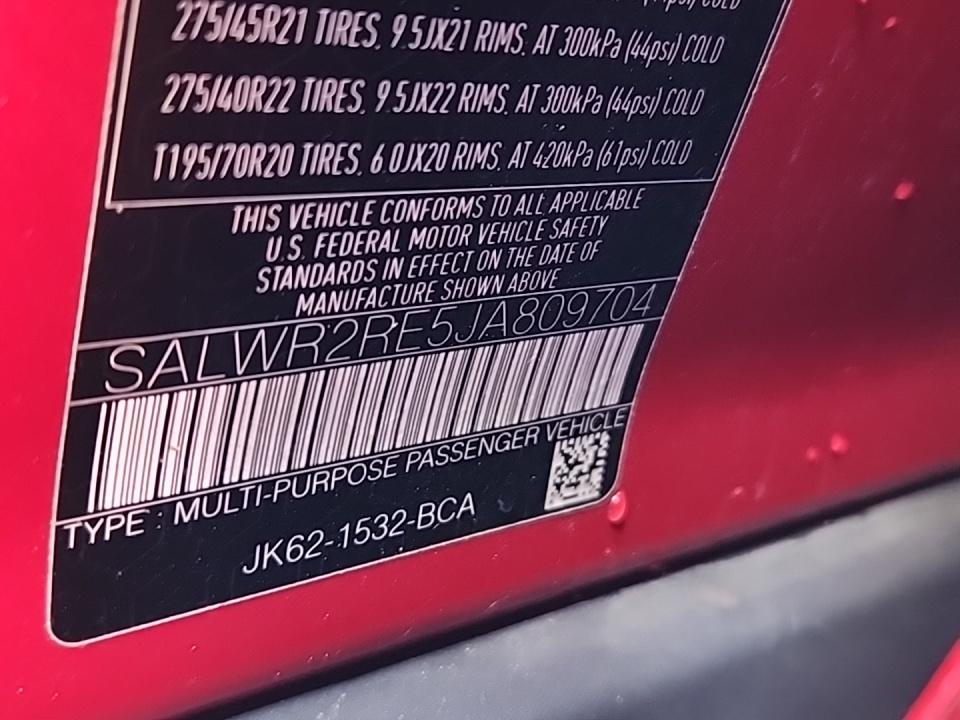 COLD
275/45R21 TIRES, 9.5JX21 RIMS, AT 300kPa (44psi) COLD
275/40R22 TIRES, 9.5JX22 RIMS, AT 300kPa (44psi) COLD
T195/70R20 TIRES, 6.0JX20 RIMS, AT 420kPa (61psi) COLD
THIS VEHICLE CONFORMS TO ALL APPLICABLE
U.S. FEDERAL MOTOR VEHICLE SAFETY
STANDARDS IN EFFECT ON THE DATE OF
MANUFACTURE SHOWN ABOVE
SALWR2RE5JA809704
TYPE : MULTI-PURPOSE PASSENGER VEHICLE
JK62-1532-BCA